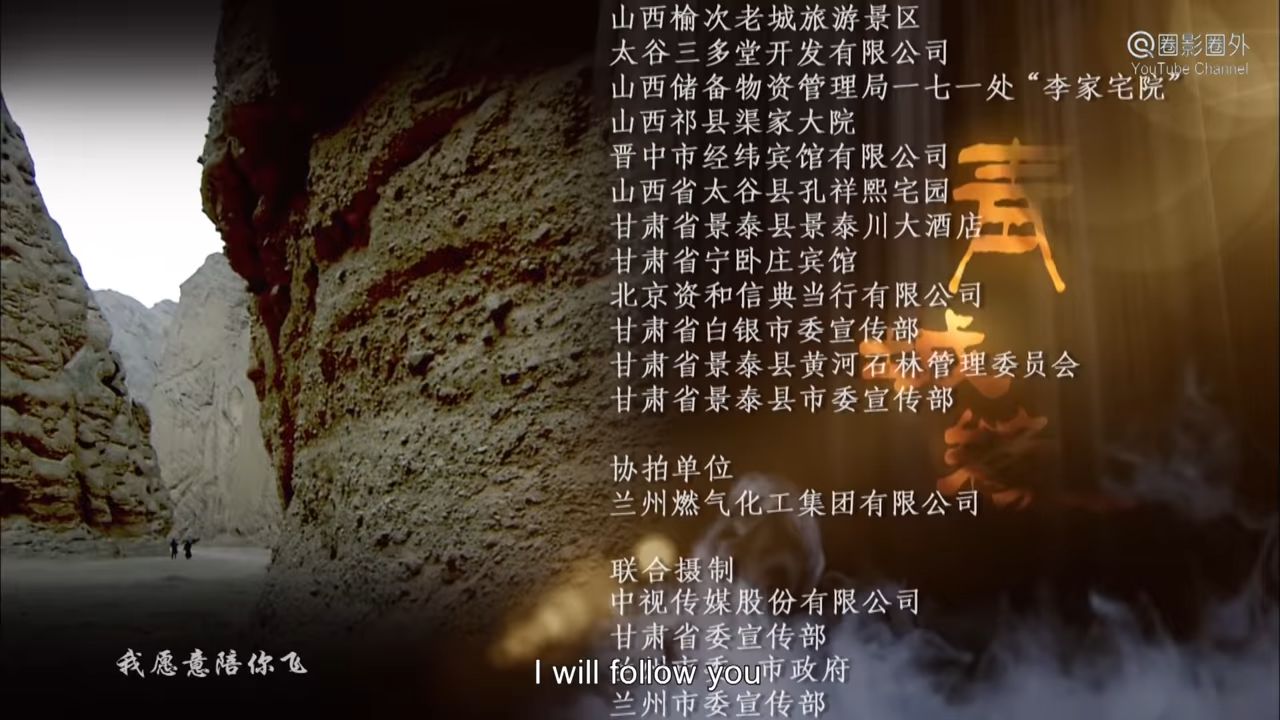 山西榆次老城旅游景区
太谷三多堂开发有限公司
山西储备物资管理局一七一处“李家宅院”
山西祁县渠家大院
晋中市经纬宾馆有限公司
山西省太谷县孔祥熙宅园
甘肃省景泰县景泰川大酒店
甘肃省宁卧庄宾馆
北京资和信典当行有限公司
甘肃省白银市委宣传部
甘肃省景泰县黄河石林管理委员会
甘肃省景泰县市委宣传部
协拍单位
兰州燃气化工集团有限公司
联合摄制
中视传媒股份有限公司
甘肃省委宣传部
市政府
兰州市委宣传部
圈影圈外
YouTube Channel
我愿意陪你飞
I will follow you